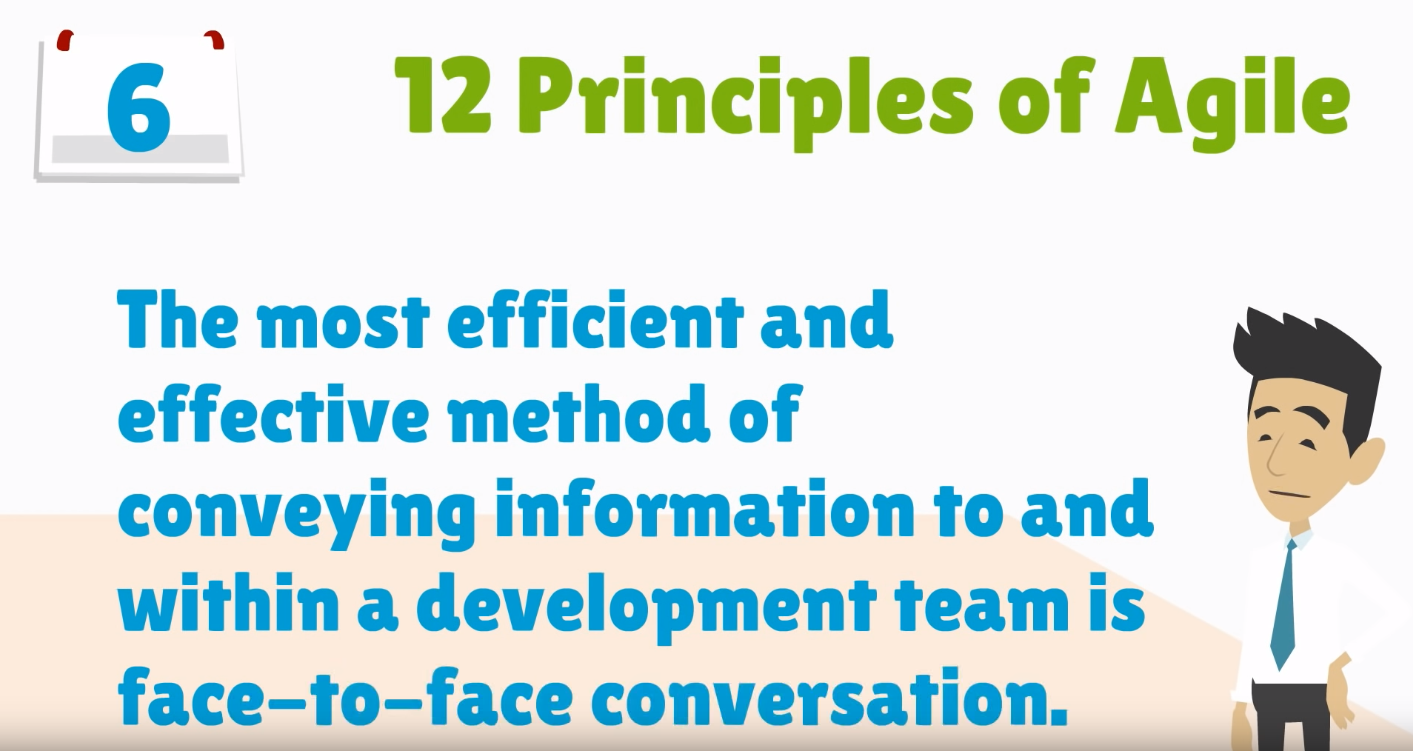 6
12 Principles of Agile
The most efficient and
effective method of
conveying information to and
within a development team is
face-to-face conversation.